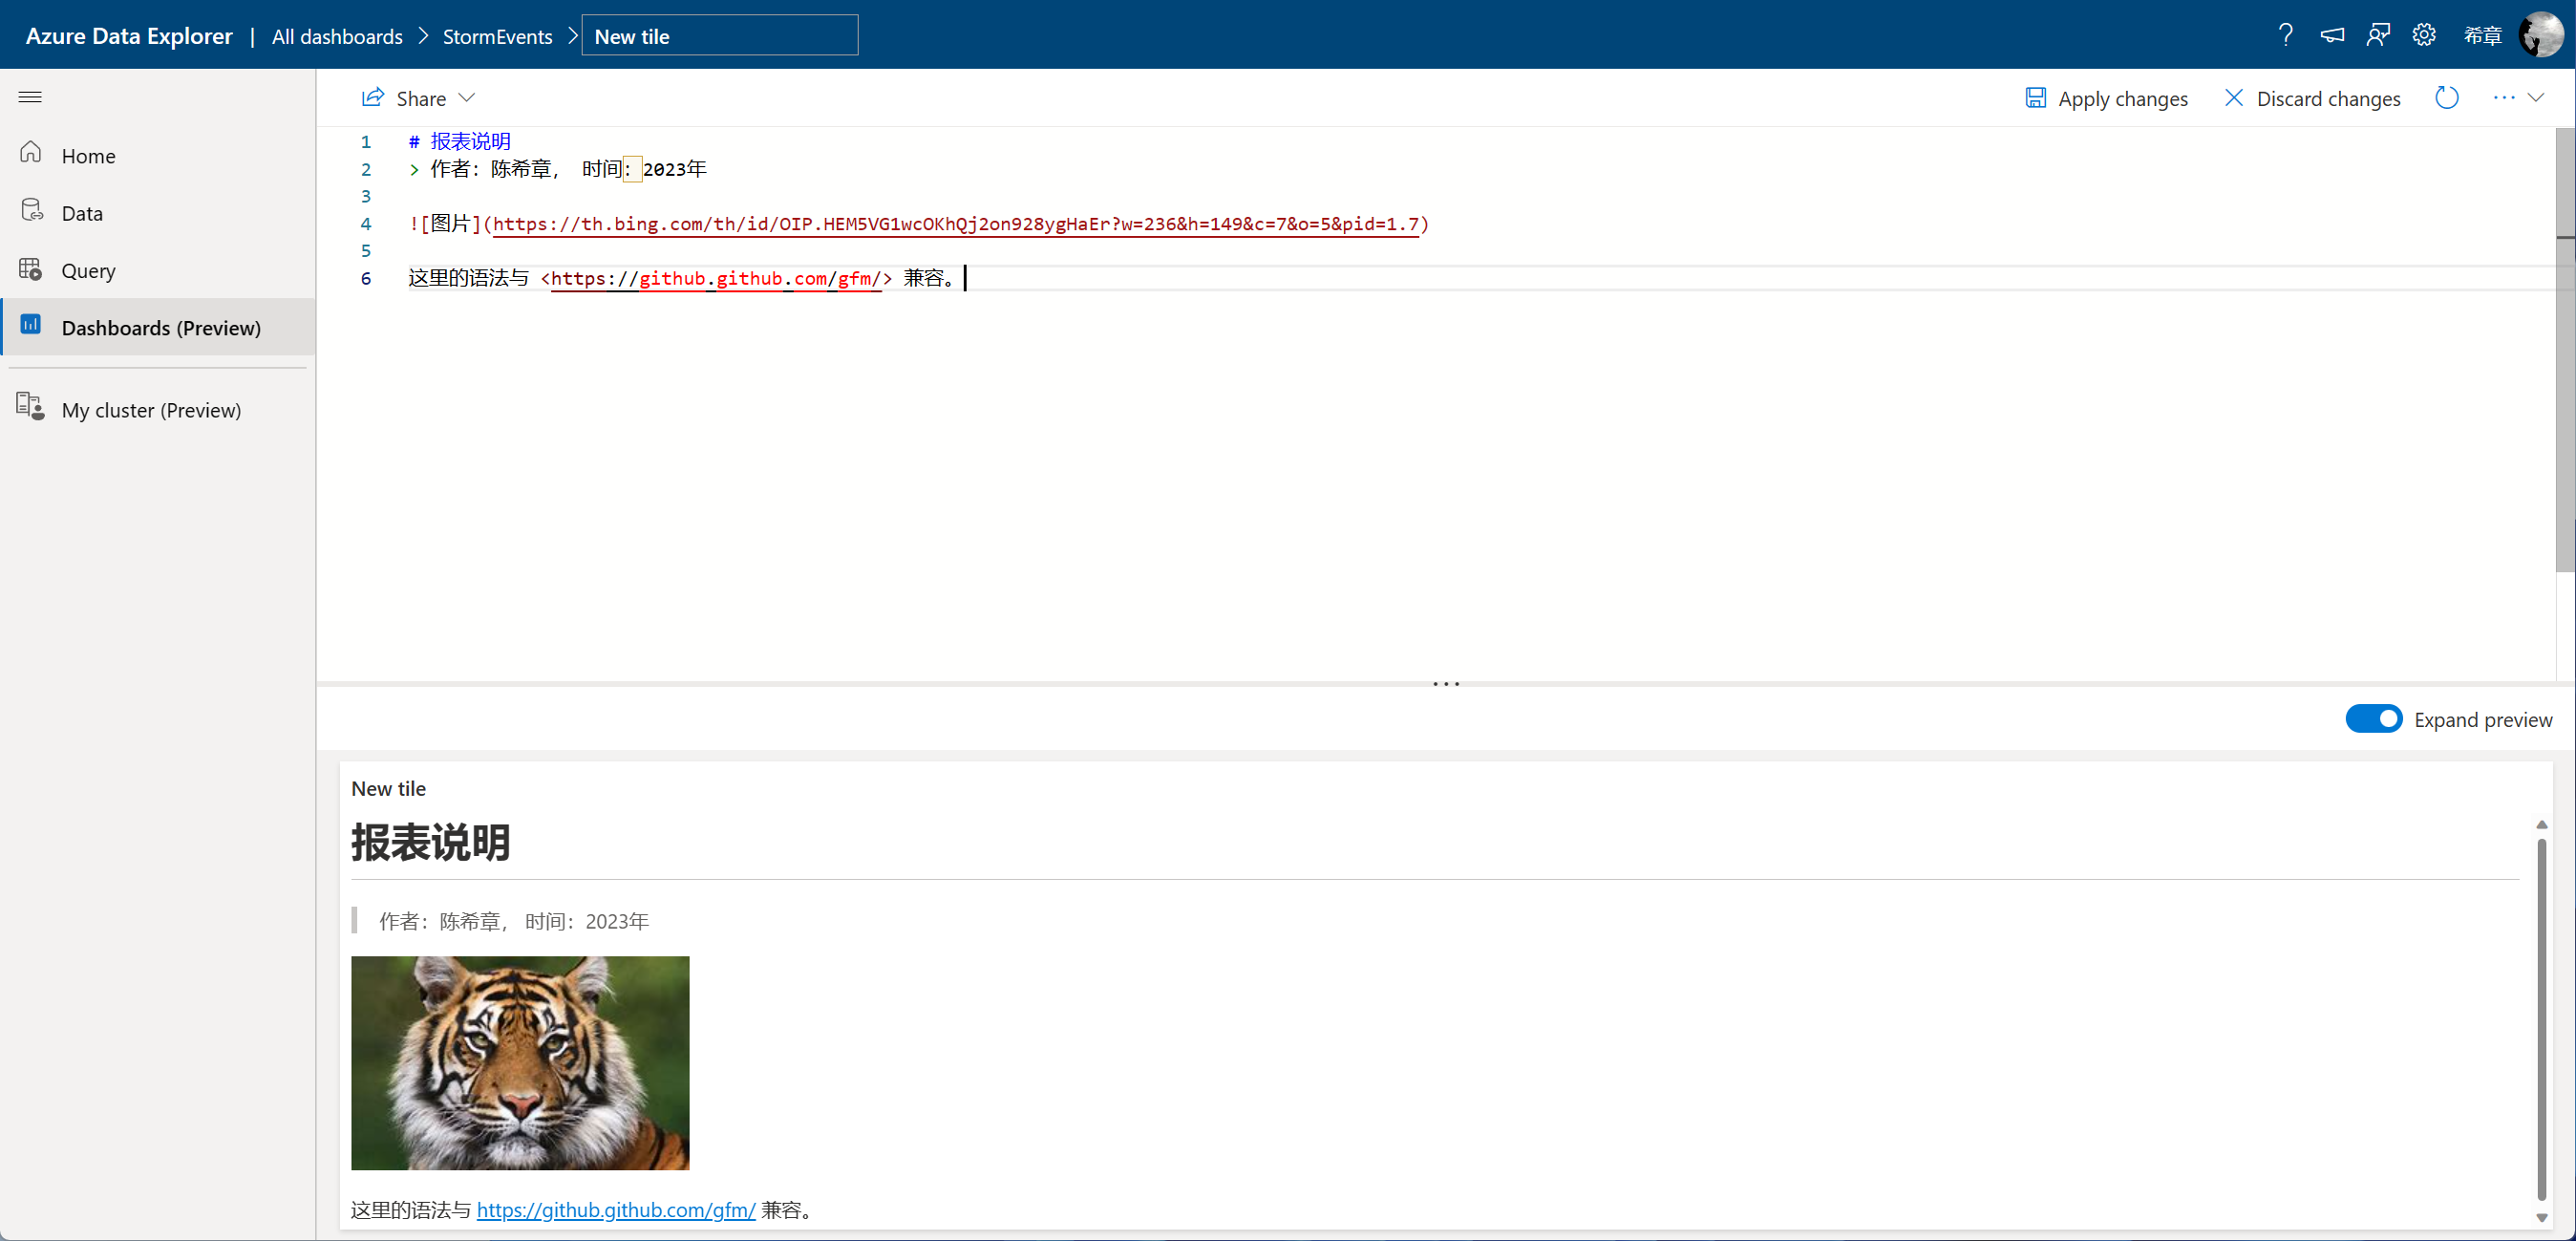 Azure Data Explorer | All dashboards > StormEvents > New tile
希章
Share
Apply changes
Discard changes
Home
Data
Query
Dashboards (Preview)
My cluster (Preview)
1 # 报表说明
2 > 作者：陈希章， 时间：2023年
3
4 ![图片](https://th.bing.com/th/id/OIP.HEM5VG1wcOKhQj2on928ygHaEr?w=236&h=149&c=7&o=5&pid=1.7)
5
6 这里的语法与 <https://github.github.com/gfm/> 兼容。
Expand preview
New tile
报表说明
作者：陈希章， 时间：2023年
这里的语法与 https://github.github.com/gfm/ 兼容。